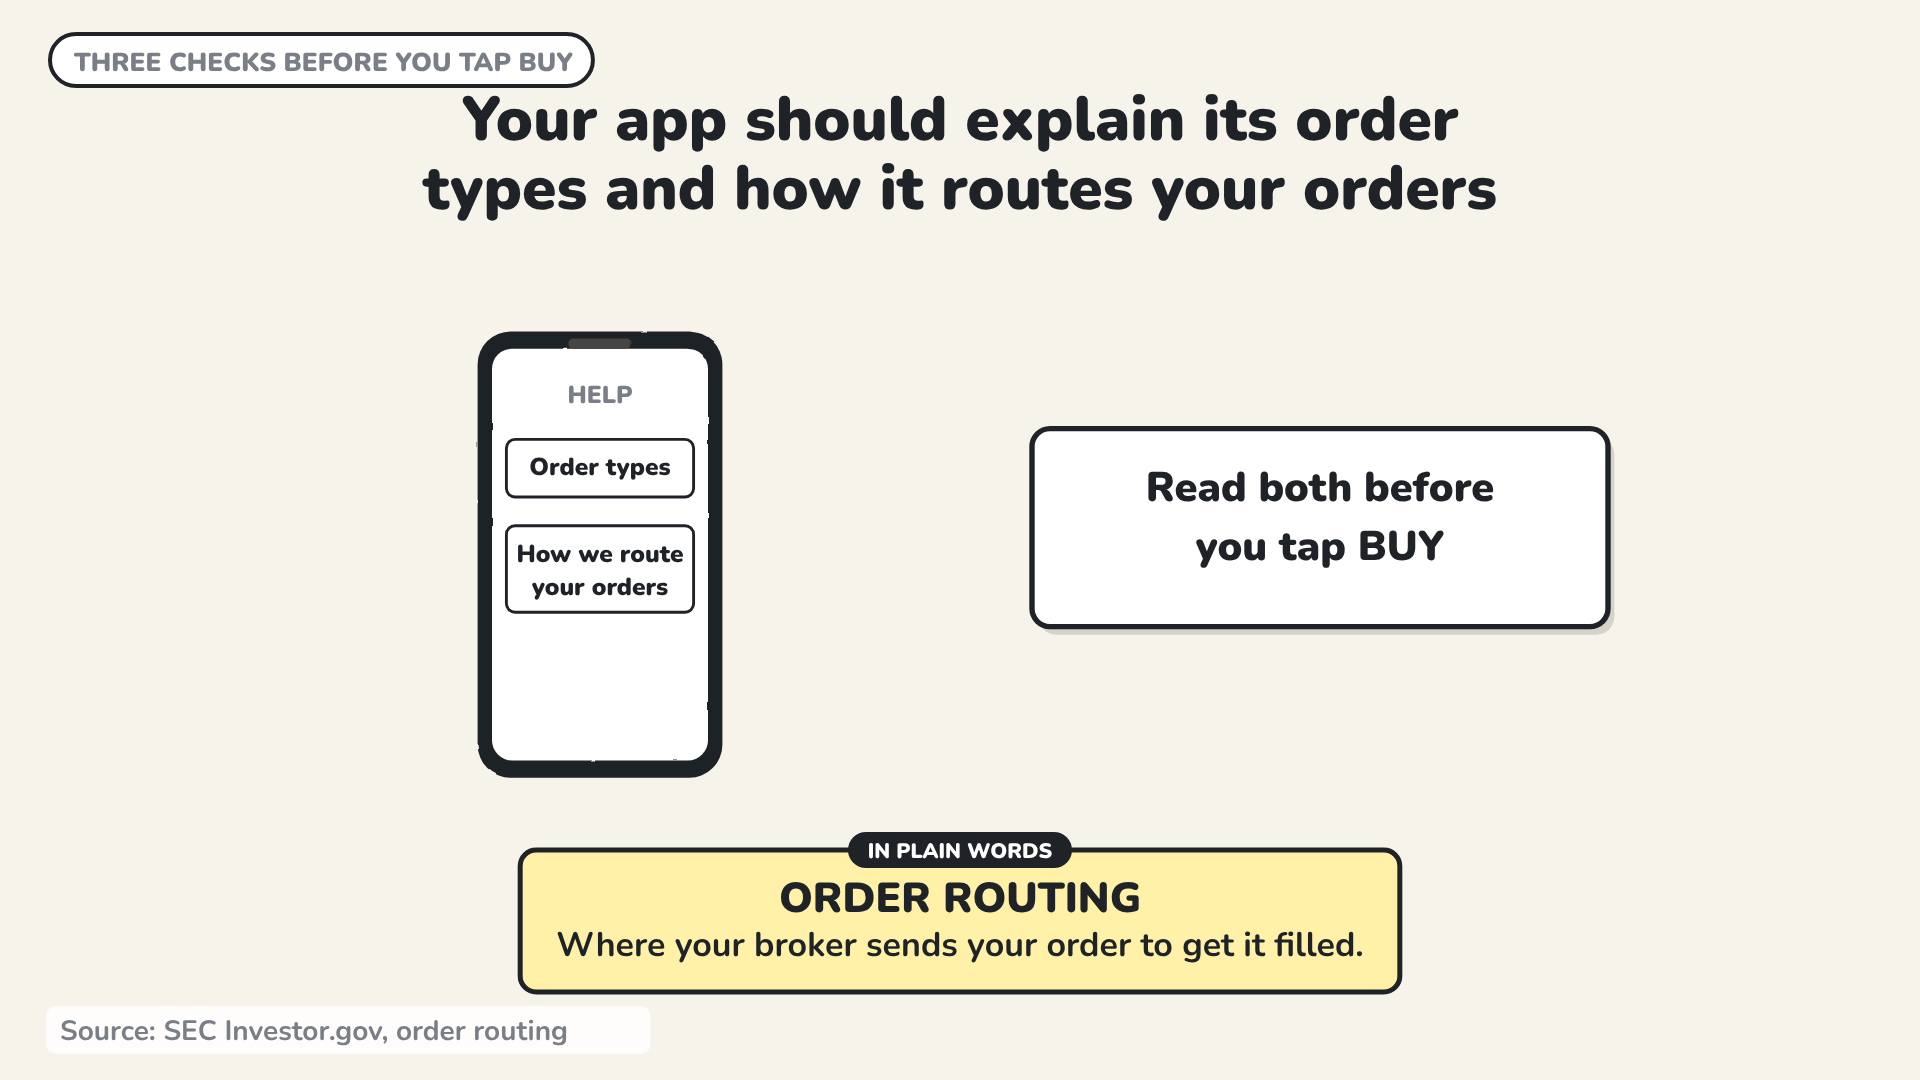 THREE CHECKS BEFORE YOU TAP BUY
Your app should explain its order
types and how it routes your orders
HELP
Order types
How we route
your orders
Read both before
you tap BUY
IN PLAIN WORDS
ORDER ROUTING
Where your broker sends your order to get it filled.
Source: SEC Investor.gov, order routing